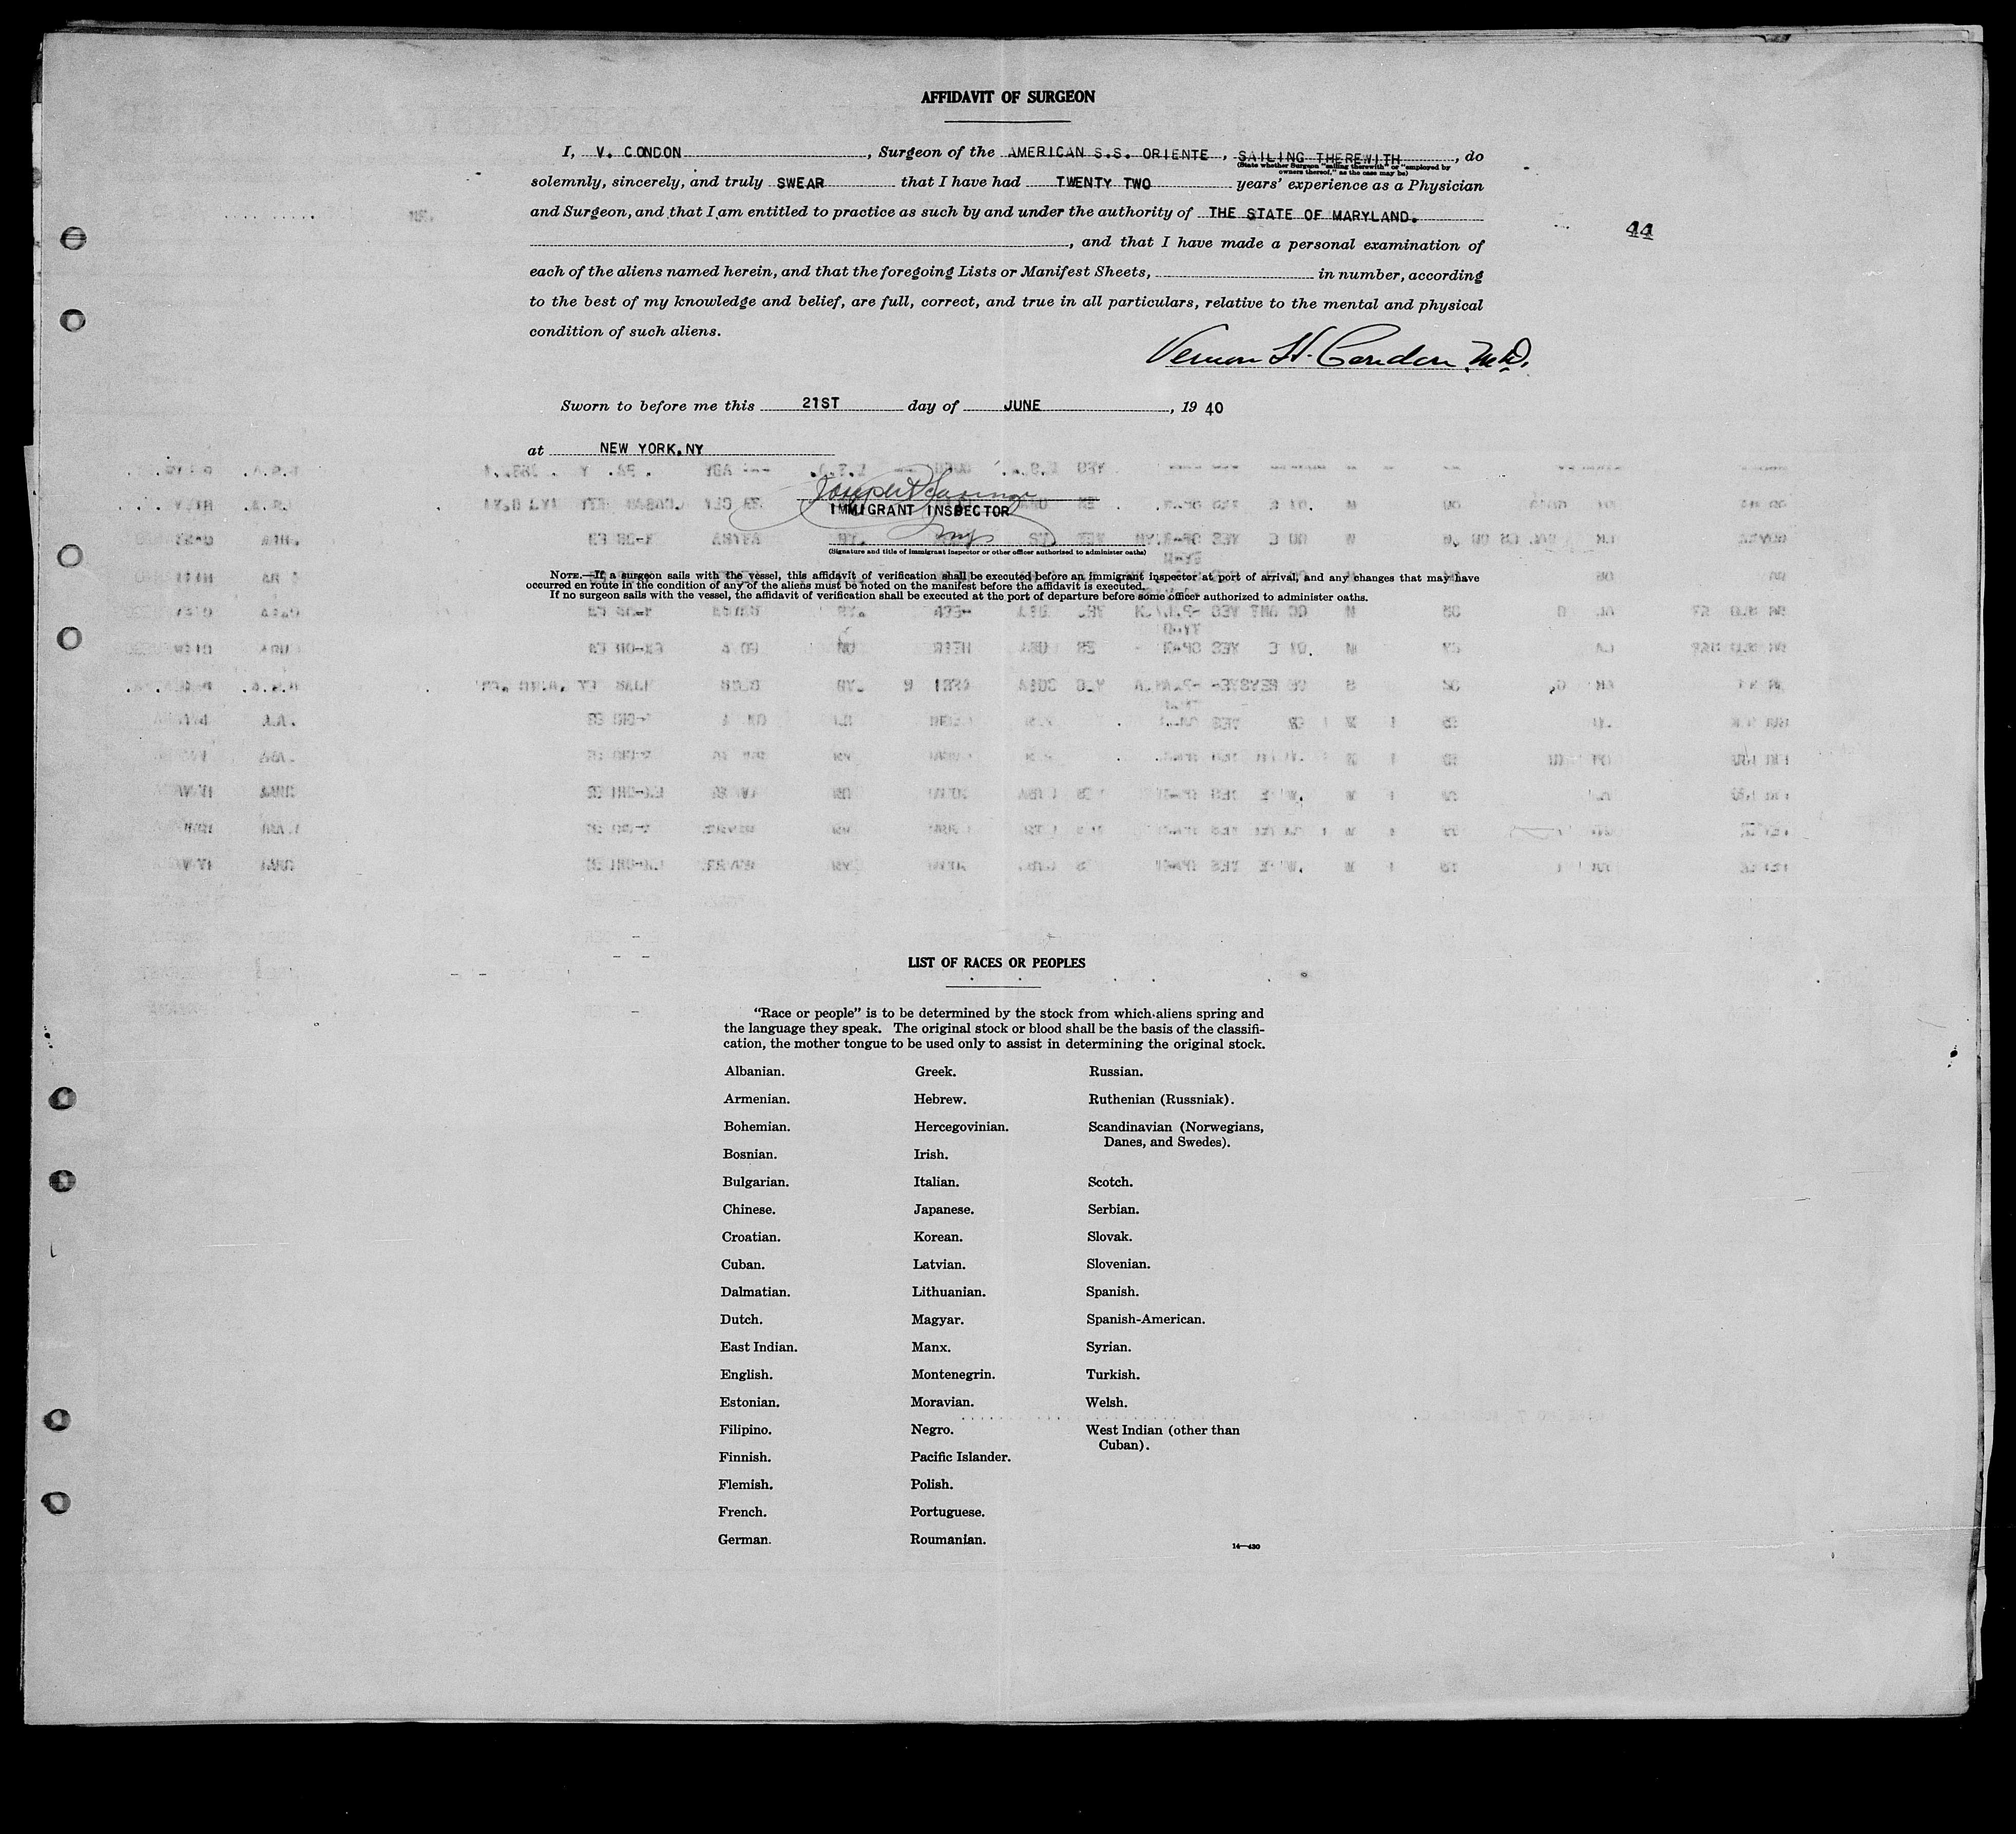 AFFIDAVIT OF SURGEON
I, V. CONDON, Surgeon of the AMERICAN S.S. ORIENTE, SAILING THEREWITH, do
(State whether Surgeon "sailing therewith" or "employed by
owners thereof," as the case may be)
solemnly, sincerely, and truly SWEAR that I have had TWENTY TWO years' experience as a Physician
and Surgeon, and that I am entitled to practice as such by and under the authority of THE STATE OF MARYLAND.
44
, and that I have made a personal examination of
each of the aliens named herein, and that the foregoing Lists or Manifest Sheets, in number, according
to the best of my knowledge and belief, are full, correct, and true in all particulars, relative to the mental and physical
condition of such aliens.
Vernon H. Condon M.D.
Sworn to before me this 21ST day of JUNE, 1940
at NEW YORK, NY
IMMIGRANT INSPECTOR
(Signature and title of immigrant inspector or other officer authorized to administer oaths)
NOTE.—If a surgeon sails with the vessel, this affidavit of verification shall be executed before an immigrant inspector at port of arrival, and any changes that may have
occurred en route in the condition of any of the aliens must be noted on the manifest before the affidavit is executed.
If no surgeon sails with the vessel, the affidavit of verification shall be executed at the port of departure before some officer authorized to administer oaths.
LIST OF RACES OR PEOPLES
"Race or people" is to be determined by the stock from which aliens spring and
the language they speak. The original stock or blood shall be the basis of the classifi-
cation, the mother tongue to be used only to assist in determining the original stock.
Albanian.
Armenian.
Bohemian.
Bosnian.
Bulgarian.
Chinese.
Croatian.
Cuban.
Dalmatian.
Dutch.
East Indian.
English.
Estonian.
Filipino.
Finnish.
Flemish.
French.
German.
Greek.
Hebrew.
Hercegovinian.
Irish.
Italian.
Japanese.
Korean.
Latvian.
Lithuanian.
Magyar.
Manx.
Montenegrin.
Moravian.
Negro.
Pacific Islander.
Polish.
Portuguese.
Roumanian.
Russian.
Ruthenian (Russniak).
Scandinavian (Norwegians,
Danes, and Swedes).
Scotch.
Serbian.
Slovak.
Slovenian.
Spanish.
Spanish-American.
Syrian.
Turkish.
Welsh.
West Indian (other than
Cuban).
14—430